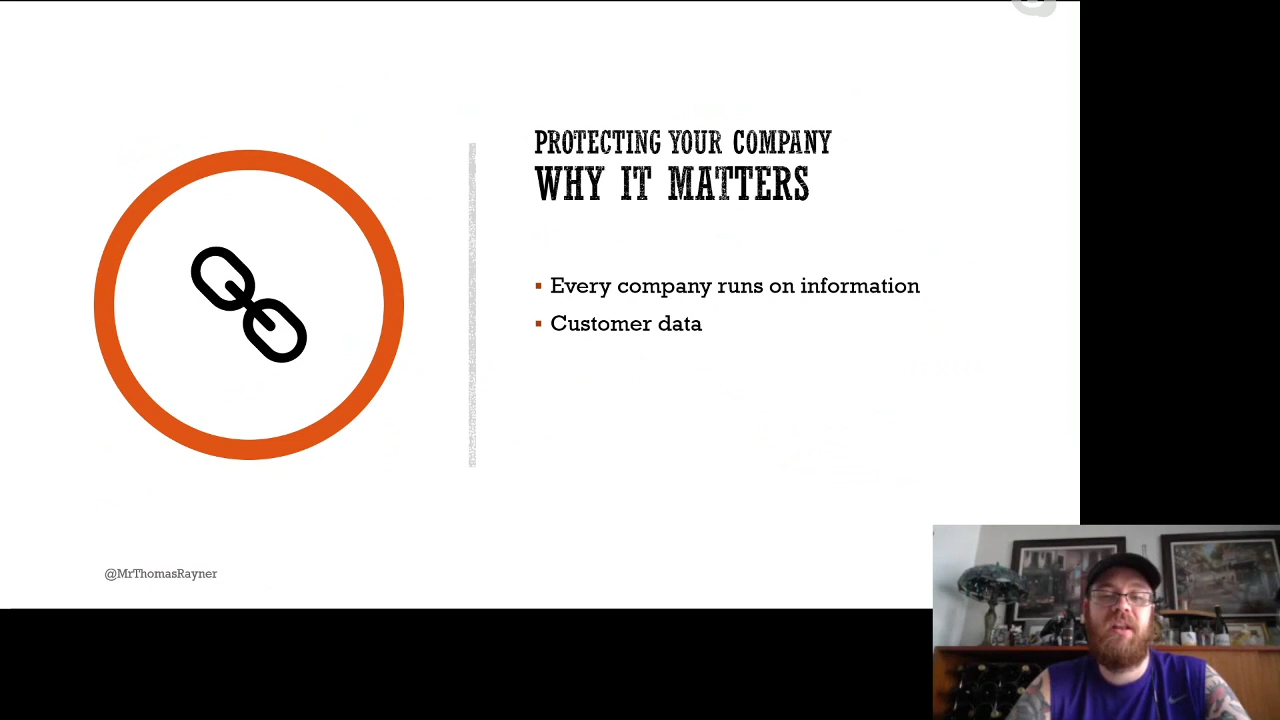 PROTECTING YOUR COMPANY
WHY IT MATTERS
Every company runs on information
Customer data
@MrThomasRayner